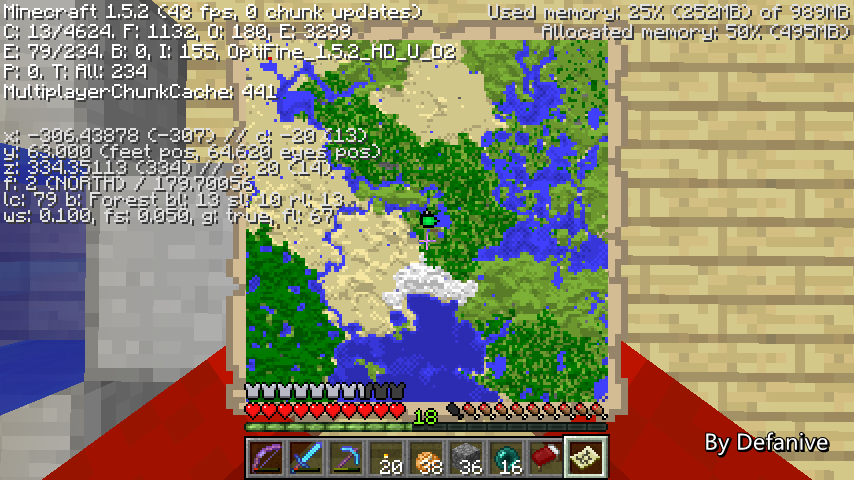 Minecraft 1.5.2 (43 fps, 0 chunk updates)
C: 13/4624, F: 1132, O: 180, E: 3299
E: 79/234, B: 0, I: 155, OptiFine_1.5.2_HD_U_D2
P: 0, T: All: 234
MultiplayerChunkCache: 441
Used memory: 25% (252MB) of 989MB
Allocated memory: 50% (495MB)
x: -306.43878 (-307) // c: -20 (13)
y: 63.000 (feet pos, 64.620 eyes pos)
z: 334.35113 (334) // c: 20 (14)
f: 2 (NORTH) / 179.70056
lc: 79 b: Forest bl: 13 sl: 10 rl: 13
ws: 0.100, fs: 0.050, g: true, fl: 67
18
20
38
36
16
By Defanive